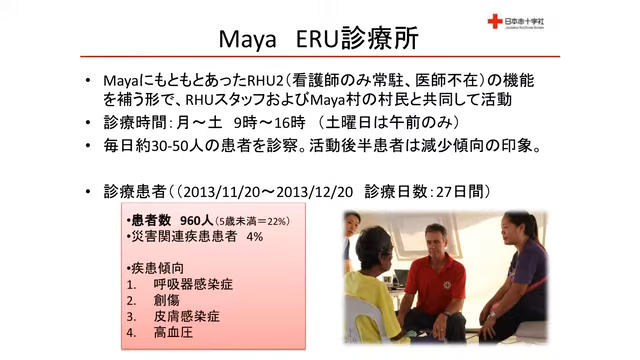 日本赤十字社
Maya ERU診療所
• MayaにもともとあったRHU2（看護師のみ常駐、医師不在）の機能
を補う形で、RHUスタッフおよびMaya村の村民と共同して活動
• 診療時間：月～土 9時～16時 （土曜日は午前のみ）
• 毎日約30-50人の患者を診察。活動後半患者は減少傾向の印象。
• 診療患者（（2013/11/20～2013/12/20 診療日数：27日間）
•患者数 960人（5歳未満＝22%）
•災害関連疾患患者 4%
•疾患傾向
1. 呼吸器感染症
2. 創傷
3. 皮膚感染症
4. 高血圧